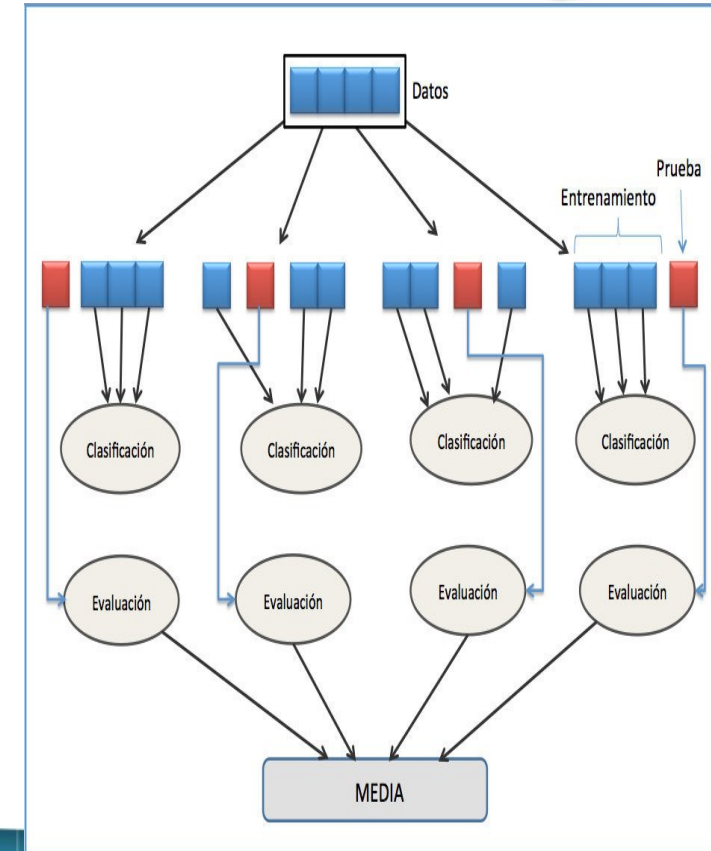 Datos
Prueba
Entrenamiento
Clasificación
Clasificación
Clasificación
Clasificación
Evaluación
Evaluación
Evaluación
Evaluación
MEDIA